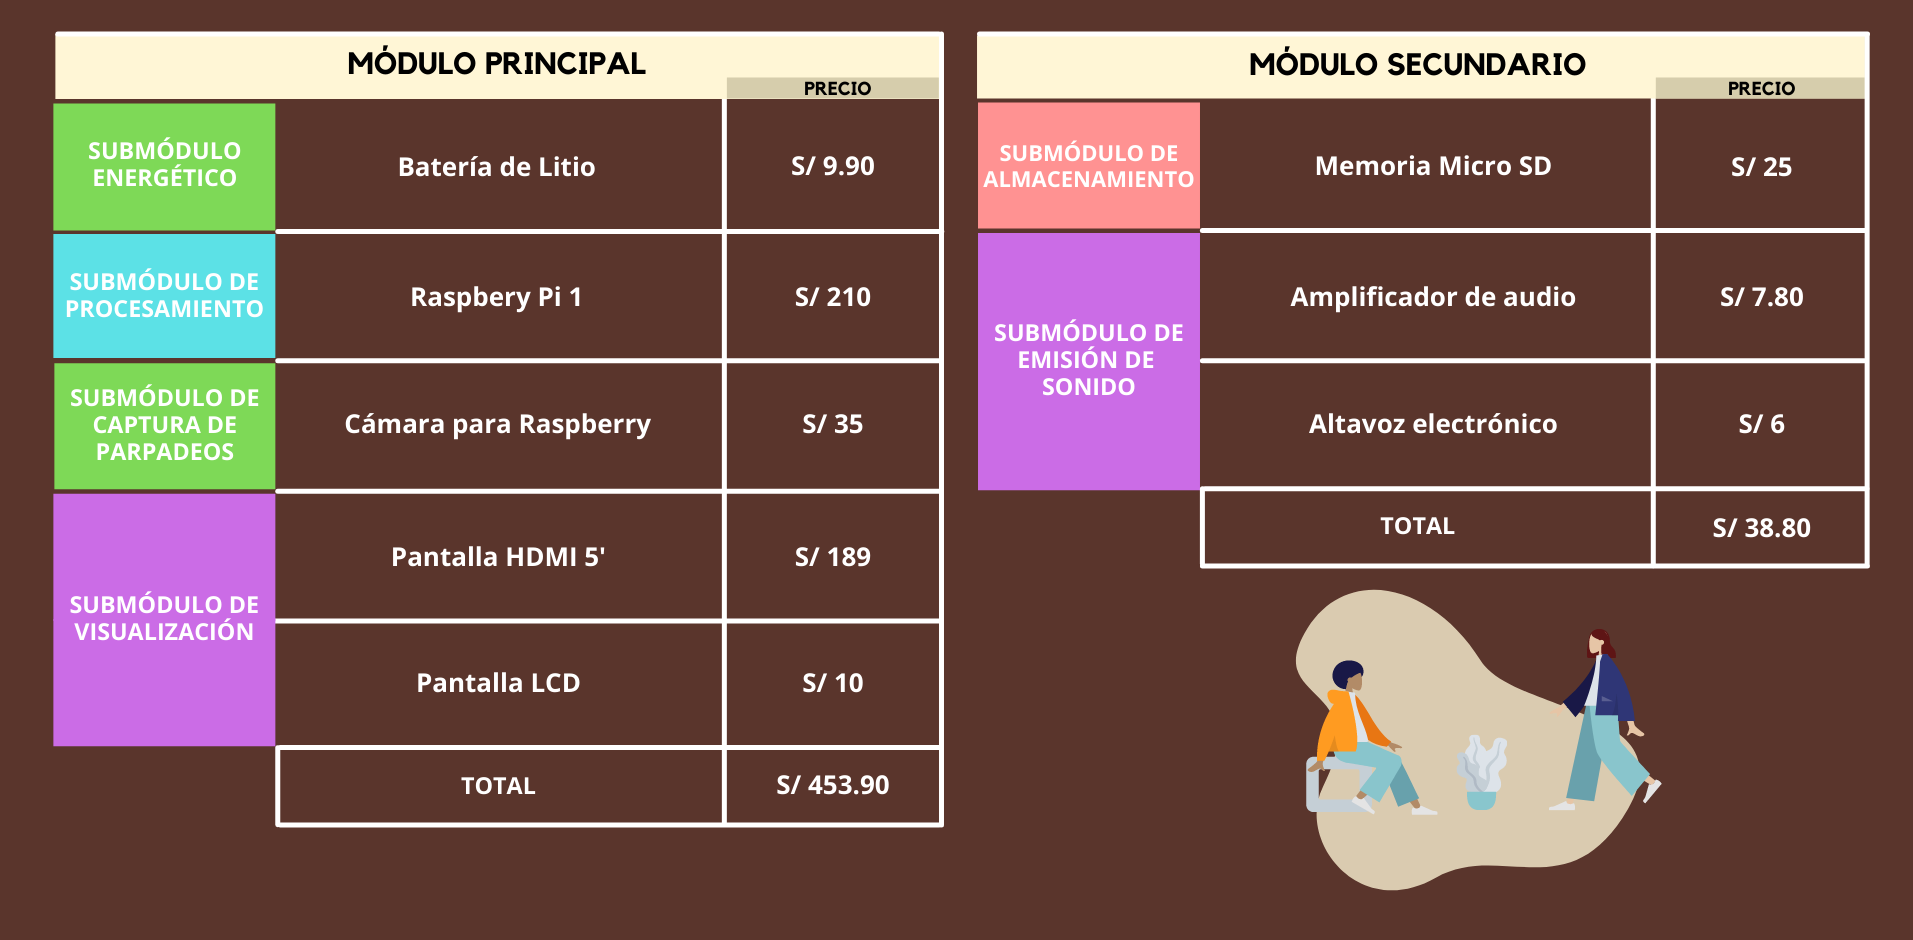 MÓDULO PRINCIPAL
PRECIO
SUBMÓDULO
ENERGÉTICO
Batería de Litio
S/ 9.90
SUBMÓDULO DE
PROCESAMIENTO
Raspbery Pi 1
S/ 210
SUBMÓDULO DE
CAPTURA DE
PARPADEOS
Cámara para Raspberry
S/ 35
SUBMÓDULO DE
VISUALIZACIÓN
Pantalla HDMI 5'
S/ 189
Pantalla LCD
S/ 10
TOTAL
S/ 453.90
MÓDULO SECUNDARIO
PRECIO
SUBMÓDULO DE
ALMACENAMIENTO
Memoria Micro SD
S/ 25
SUBMÓDULO DE
EMISIÓN DE
SONIDO
Amplificador de audio
S/ 7.80
Altavoz electrónico
S/ 6
TOTAL
S/ 38.80